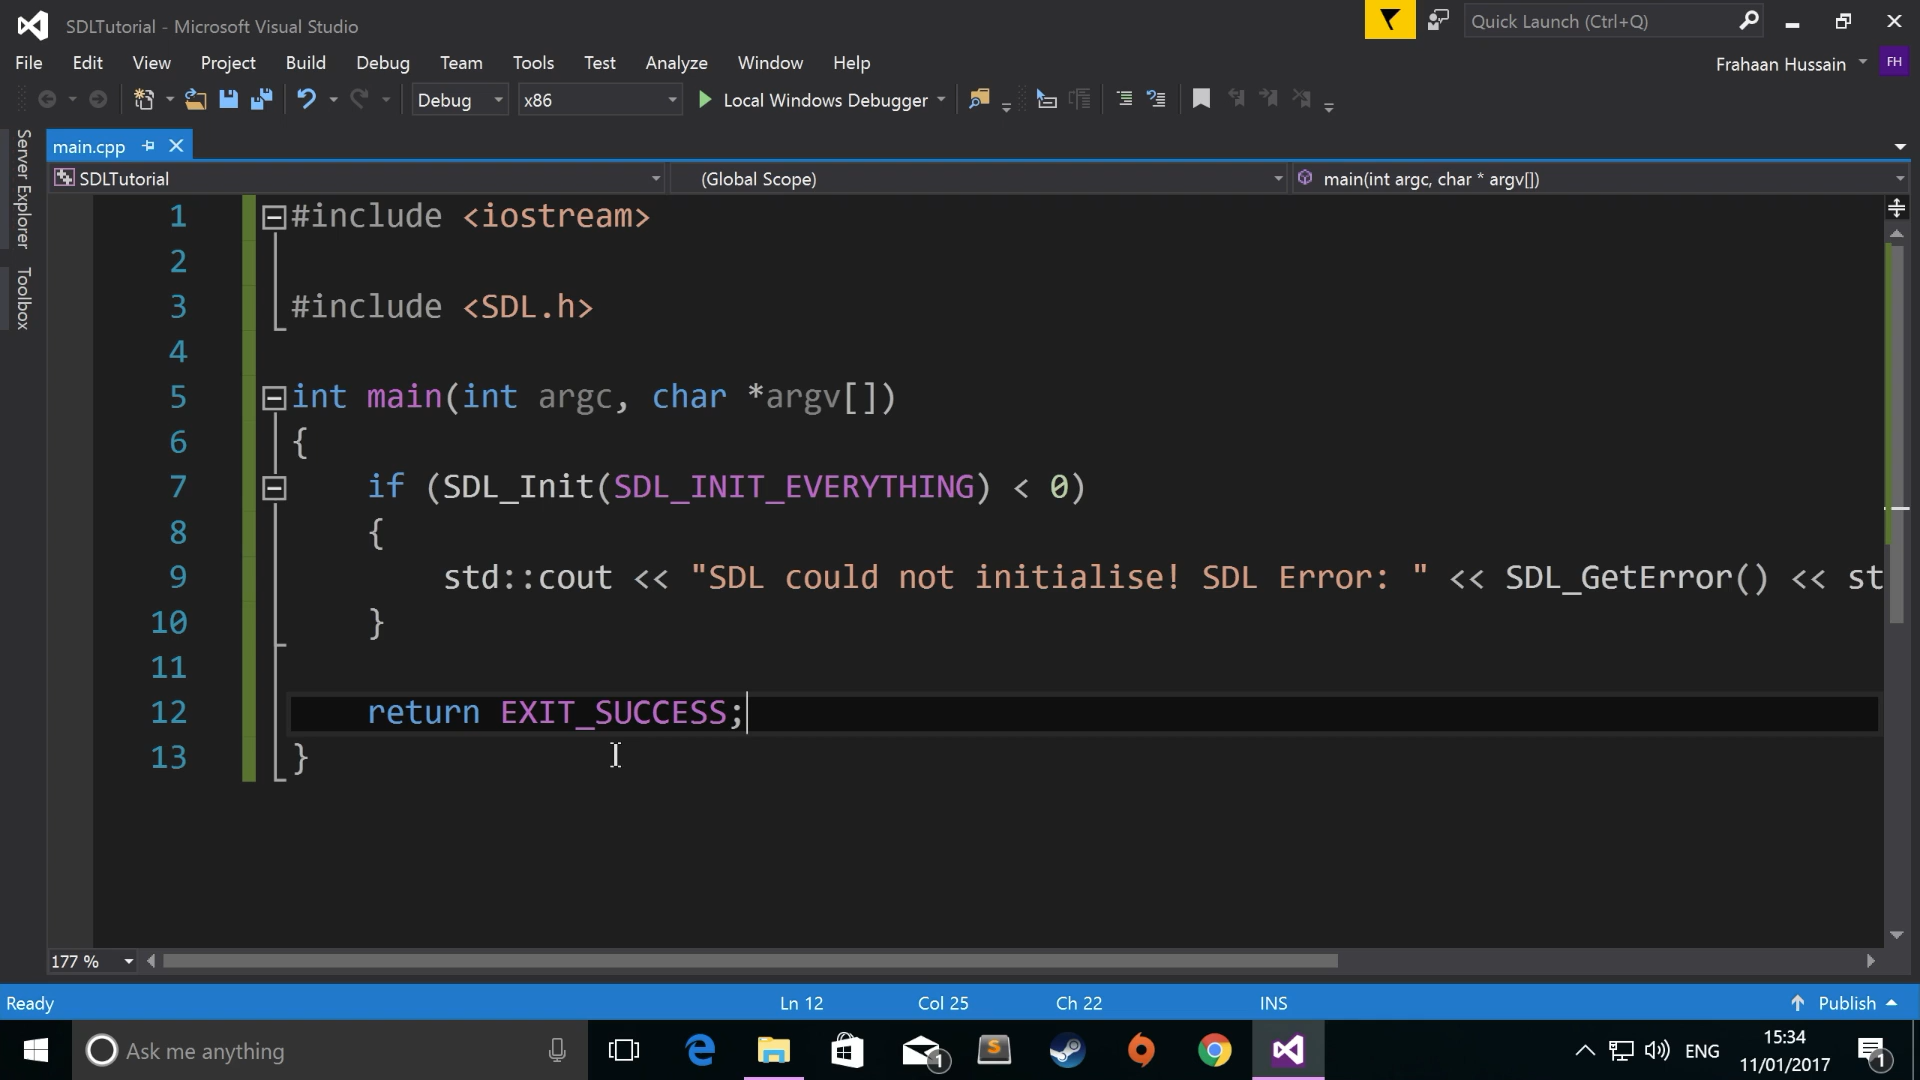 SDLTutorial - Microsoft Visual Studio
Quick Launch (Ctrl+Q)
File Edit View Project Build Debug Team Tools Test Analyze Window Help
Frahaan Hussain FH
Debug x86 Local Windows Debugger
Server Explorer
Toolbox
main.cpp
SDLTutorial (Global Scope) main(int argc, char * argv[])
1 #include <iostream>
2
3 #include <SDL.h>
4
5 int main(int argc, char *argv[])
6 {
7 if (SDL_Init(SDL_INIT_EVERYTHING) < 0)
8 {
9 std::cout << "SDL could not initialise! SDL Error: " << SDL_GetError() << st
10 }
11
12 return EXIT_SUCCESS;
13 }
177 %
Ready Ln 12 Col 25 Ch 22 INS Publish
Ask me anything 1 S ENG 15:34 1
11/01/2017